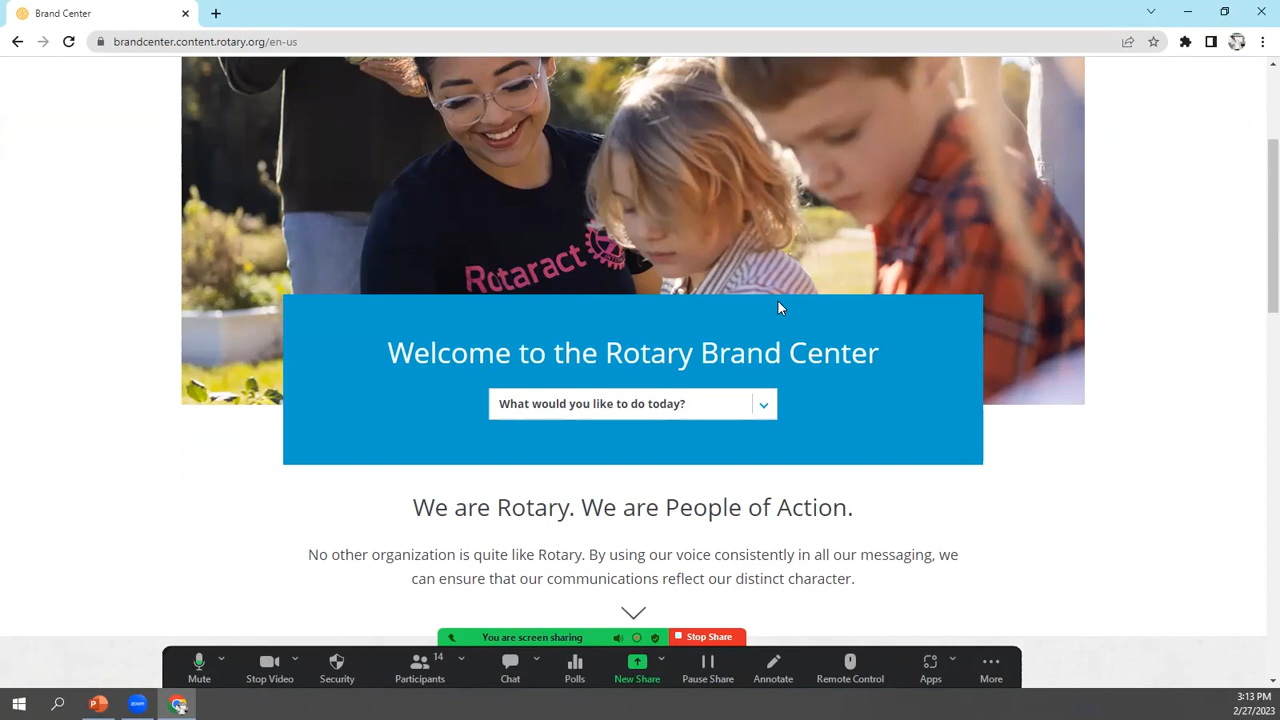 Brand Center
brandcenter.content.rotary.org/en-us
Rotaract
Welcome to the Rotary Brand Center
What would you like to do today?
We are Rotary. We are People of Action.
No other organization is quite like Rotary. By using our voice consistently in all our messaging, we
can ensure that our communications reflect our distinct character.
You are screen sharing
Stop Share
Mute
Stop Video
Security
14
Participants
Chat
Polls
New Share
Pause Share
Annotate
Remote Control
Apps
More
zoom
3:13 PM
2/27/2023